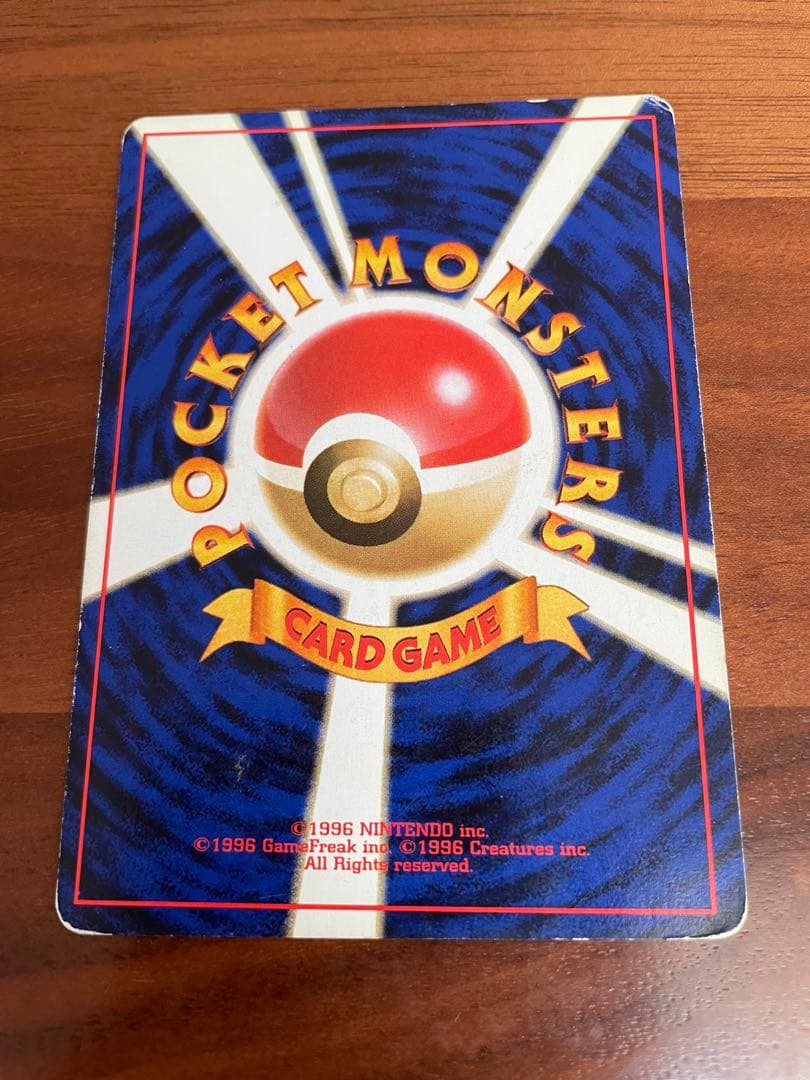 POCKET MONSTERS
CARD GAME
©1996 NINTENDO inc.
©1996 GameFreak inc. ©1996 Creatures inc.
All Rights reserved.